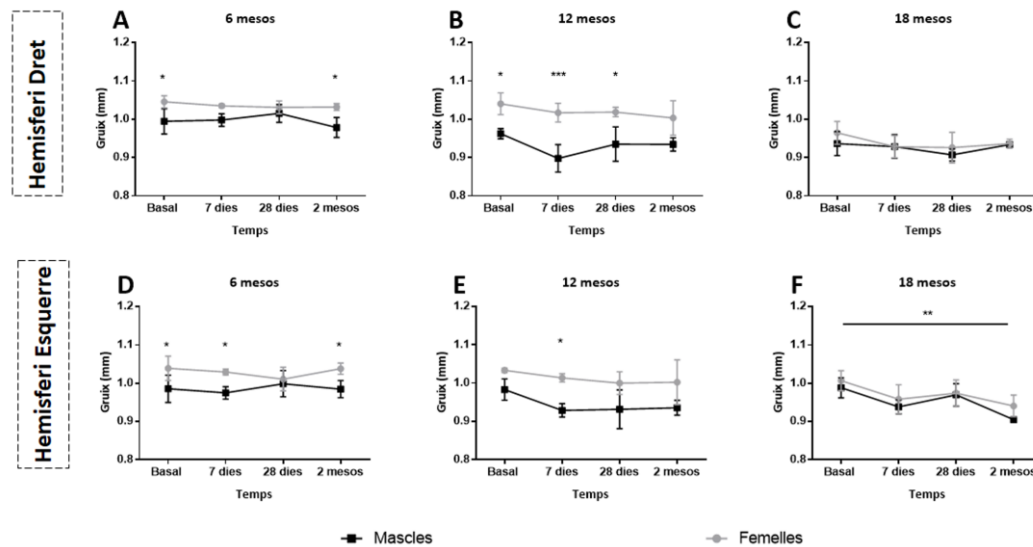 Hemisferi Dret
A
6 mesos
1.2
1.1
1.0
0.9
0.8
Gruix (mm)
*
*
Basal 7 dies 28 dies 2 mesos
Temps
B
12 mesos
1.2
1.1
1.0
0.9
0.8
Gruix (mm)
*
***
*
Basal 7 dies 28 dies 2 mesos
Temps
C
18 mesos
1.2
1.1
1.0
0.9
0.8
Gruix (mm)
Basal 7 dies 28 dies 2 mesos
Temps
Hemisferi Esquerre
D
6 mesos
1.2
1.1
1.0
0.9
0.8
Gruix (mm)
*
*
*
Basal 7 dies 28 dies 2 mesos
Temps
E
12 mesos
1.2
1.1
1.0
0.9
0.8
Gruix (mm)
*
Basal 7 dies 28 dies 2 mesos
Temps
F
18 mesos
1.2
1.1
1.0
0.9
0.8
Gruix (mm)
**
Basal 7 dies 28 dies 2 mesos
Temps
Mascles
Femelles